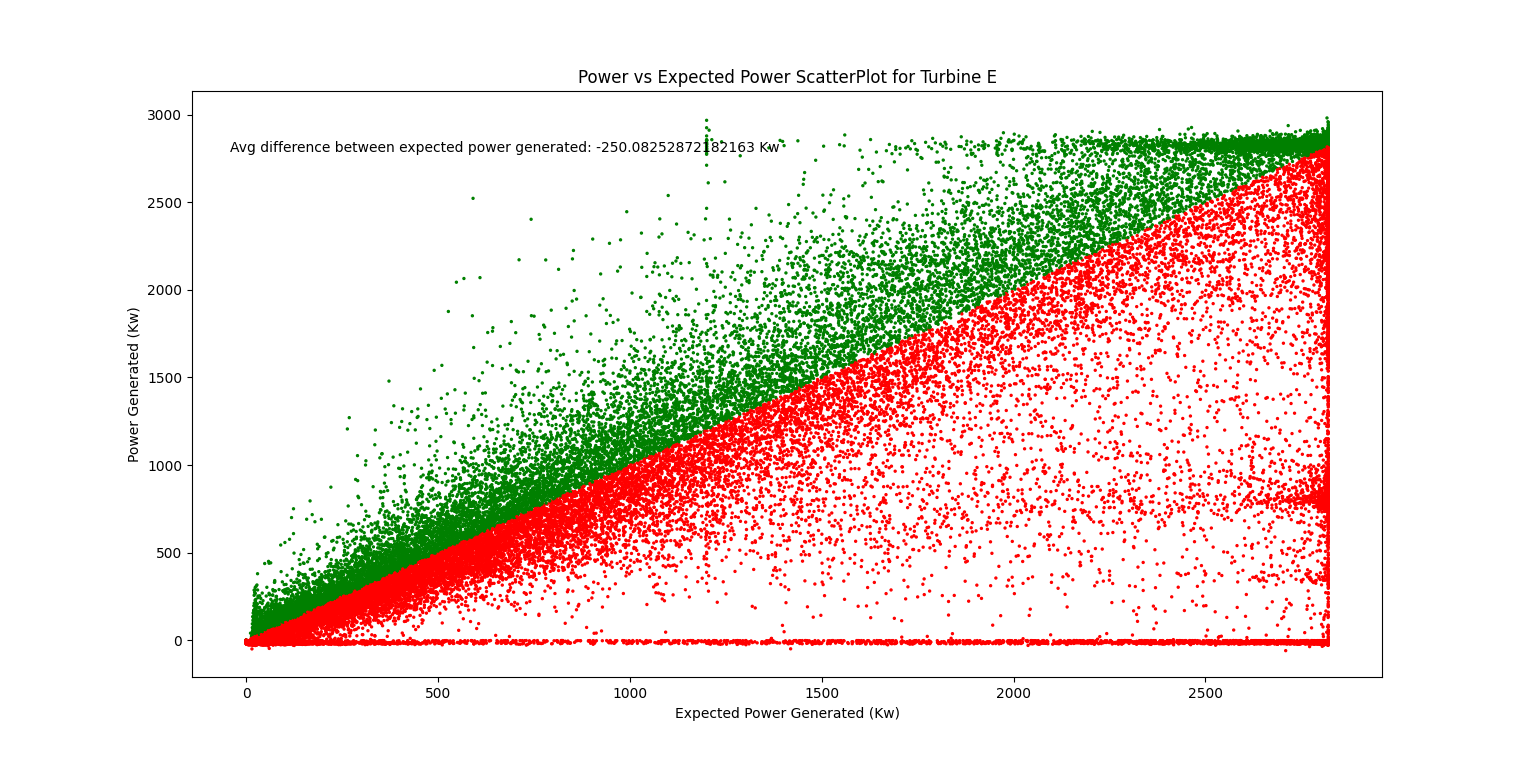 Power vs Expected Power ScatterPlot for Turbine E
Avg difference between expected power generated: -250.08252872182163 Kw
3000
2500
2000
1500
1000
500
0
Power Generated (Kw)
0 500 1000 1500 2000 2500
Expected Power Generated (Kw)